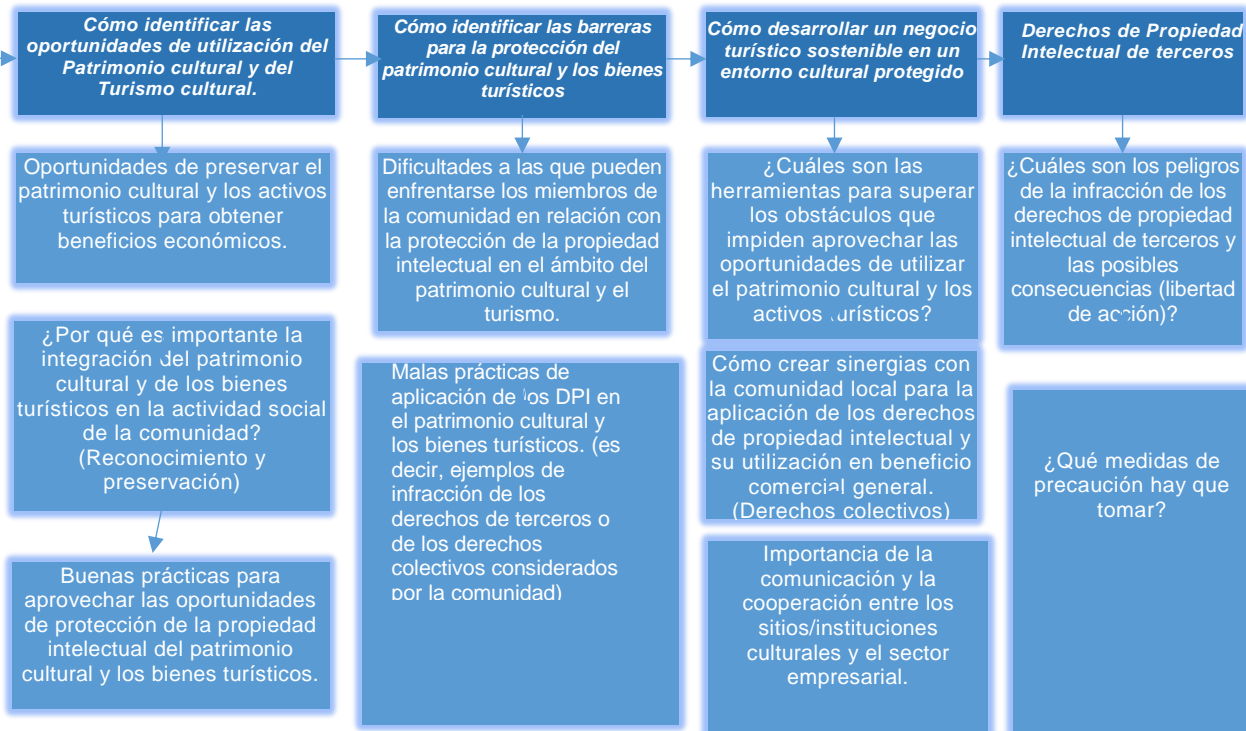 Cómo identificar las
oportunidades de utilización del
Patrimonio cultural y del
Turismo cultural.
Oportunidades de preservar el
patrimonio cultural y los activos
turísticos para obtener
beneficios económicos.
¿Por qué es importante la
integración del patrimonio
cultural y de los bienes
turísticos en la actividad social
de la comunidad?
(Reconocimiento y
preservación)
Buenas prácticas para
aprovechar las oportunidades
de protección de la propiedad
intelectual del patrimonio
cultural y los bienes turísticos.
Cómo identificar las barreras
para la protección del
patrimonio cultural y los bienes
turísticos
Dificultades a las que pueden
enfrentarse los miembros de
la comunidad en relación con
la protección de la propiedad
intelectual en el ámbito del
patrimonio cultural y el
turismo.
Malas prácticas de
aplicación de los DPI en
el patrimonio cultural y
los bienes turísticos. (es
decir, ejemplos de
infracción de los
derechos de terceros o
de los derechos
colectivos considerados
por la comunidad)
Cómo desarrollar un negocio
turístico sostenible en un
entorno cultural protegido
¿Cuáles son las
herramientas para superar
los obstáculos que
impiden aprovechar las
oportunidades de utilizar
el patrimonio cultural y los
activos turísticos?
Cómo crear sinergias con
la comunidad local para la
aplicación de los derechos
de propiedad intelectual y
su utilización en beneficio
comercial general.
(Derechos colectivos)
Importancia de la
comunicación y la
cooperación entre los
sitios/instituciones
culturales y el sector
empresarial.
Derechos de Propiedad
Intelectual de terceros
¿Cuáles son los peligros
de la infracción de los
derechos de propiedad
intelectual de terceros y
las posibles
consecuencias (libertad
de acción)?
¿Qué medidas de
precaución hay que
tomar?